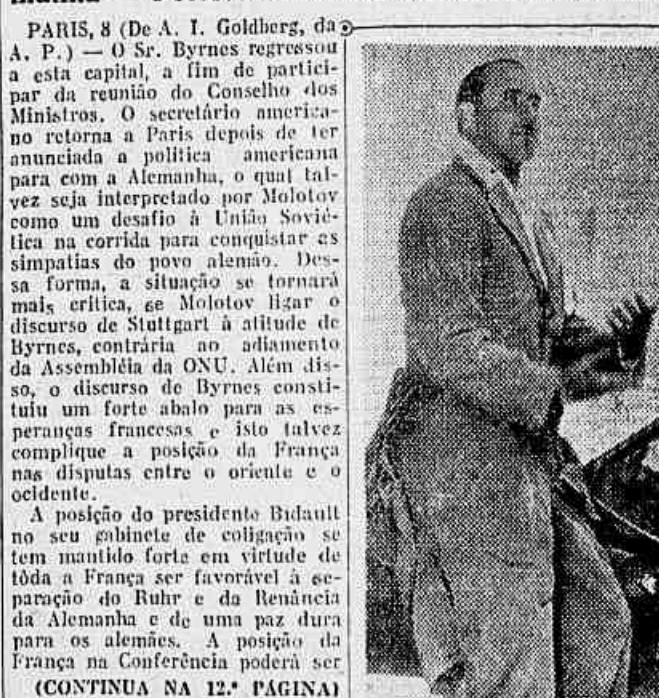 PARIS, 8 (De A. I. Goldberg, da
A. P.) — O Sr. Byrnes regressou
a esta capital, a fim de partici-
par da reunião do Conselho dos
Ministros. O secretário america-
no retorna a Paris depois de ter
anunciada a politica americana
para com a Alemanha, o qual tal-
vez seja interpretado por Molotov
como um desafio à União Sovié-
tica na corrida para conquistar as
simpatias do povo alemão. Des-
sa forma, a situação se tornará
mais critica, se Molotov ligar o
discurso de Stuttgart à atitude de
Byrnes, contrária ao adiamento
da Assembléia da ONU. Além dis-
so, o discurso de Byrnes consti-
tuiu um forte abalo para as es-
peranças francesas e isto talvez
complique a posição da França
nas disputas entre o oriente e o
ocidente.
A posição do presidente Bidault
no seu gabinete de coligação se
tem mantido forte em virtude de
tôda a França ser favorável à se-
paração do Ruhr e da Renância
da Alemanha e de uma paz dura
para os alemães. A posição da
França na Conferência poderá ser
(CONTINUA NA 12.ª PÁGINA)